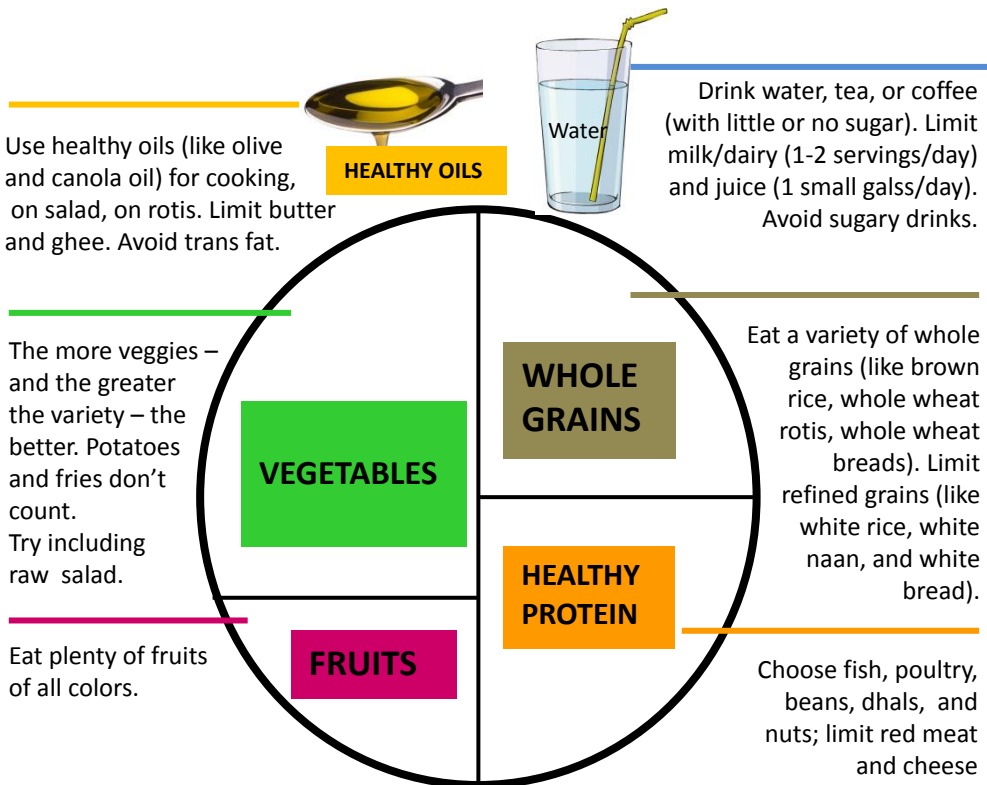 Use healthy oils (like olive
and canola oil) for cooking,
on salad, on rotis. Limit butter
and ghee. Avoid trans fat.
HEALTHY OILS
Water
Drink water, tea, or coffee
(with little or no sugar). Limit
milk/dairy (1-2 servings/day)
and juice (1 small galss/day).
Avoid sugary drinks.
The more veggies –
and the greater
the variety – the
better. Potatoes
and fries don’t
count.
Try including
raw salad.
VEGETABLES
WHOLE
GRAINS
Eat a variety of whole
grains (like brown
rice, whole wheat
rotis, whole wheat
breads). Limit
refined grains (like
white rice, white
naan, and white
bread).
Eat plenty of fruits
of all colors.
FRUITS
HEALTHY
PROTEIN
Choose fish, poultry,
beans, dhals, and
nuts; limit red meat
and cheese